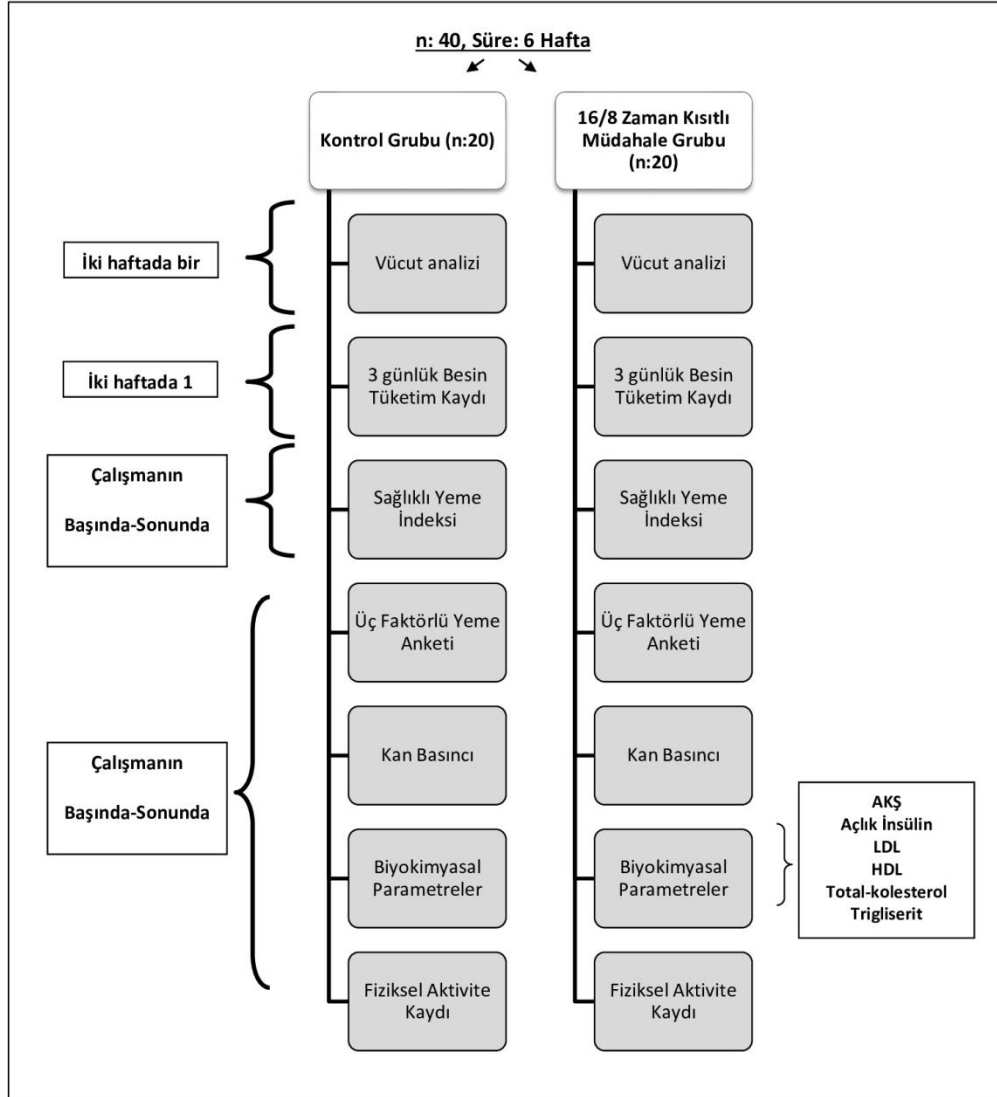 n: 40, Süre: 6 Hafta
Kontrol Grubu (n:20)
16/8 Zaman Kısıtlı
Müdahale Grubu
(n:20)
İki haftada bir
Vücut analizi
Vücut analizi
İki haftada 1
3 günlük Besin
Tüketim Kaydı
3 günlük Besin
Tüketim Kaydı
Çalışmanın
Başında-Sonunda
Sağlıklı Yeme
İndeksi
Sağlıklı Yeme
İndeksi
Üç Faktörlü Yeme
Anketi
Üç Faktörlü Yeme
Anketi
Çalışmanın
Başında-Sonunda
Kan Basıncı
Kan Basıncı
Biyokimyasal
Parametreler
Biyokimyasal
Parametreler
AKŞ
Açlık İnsülin
LDL
HDL
Total-kolesterol
Trigliserit
Fiziksel Aktivite
Kaydı
Fiziksel Aktivite
Kaydı